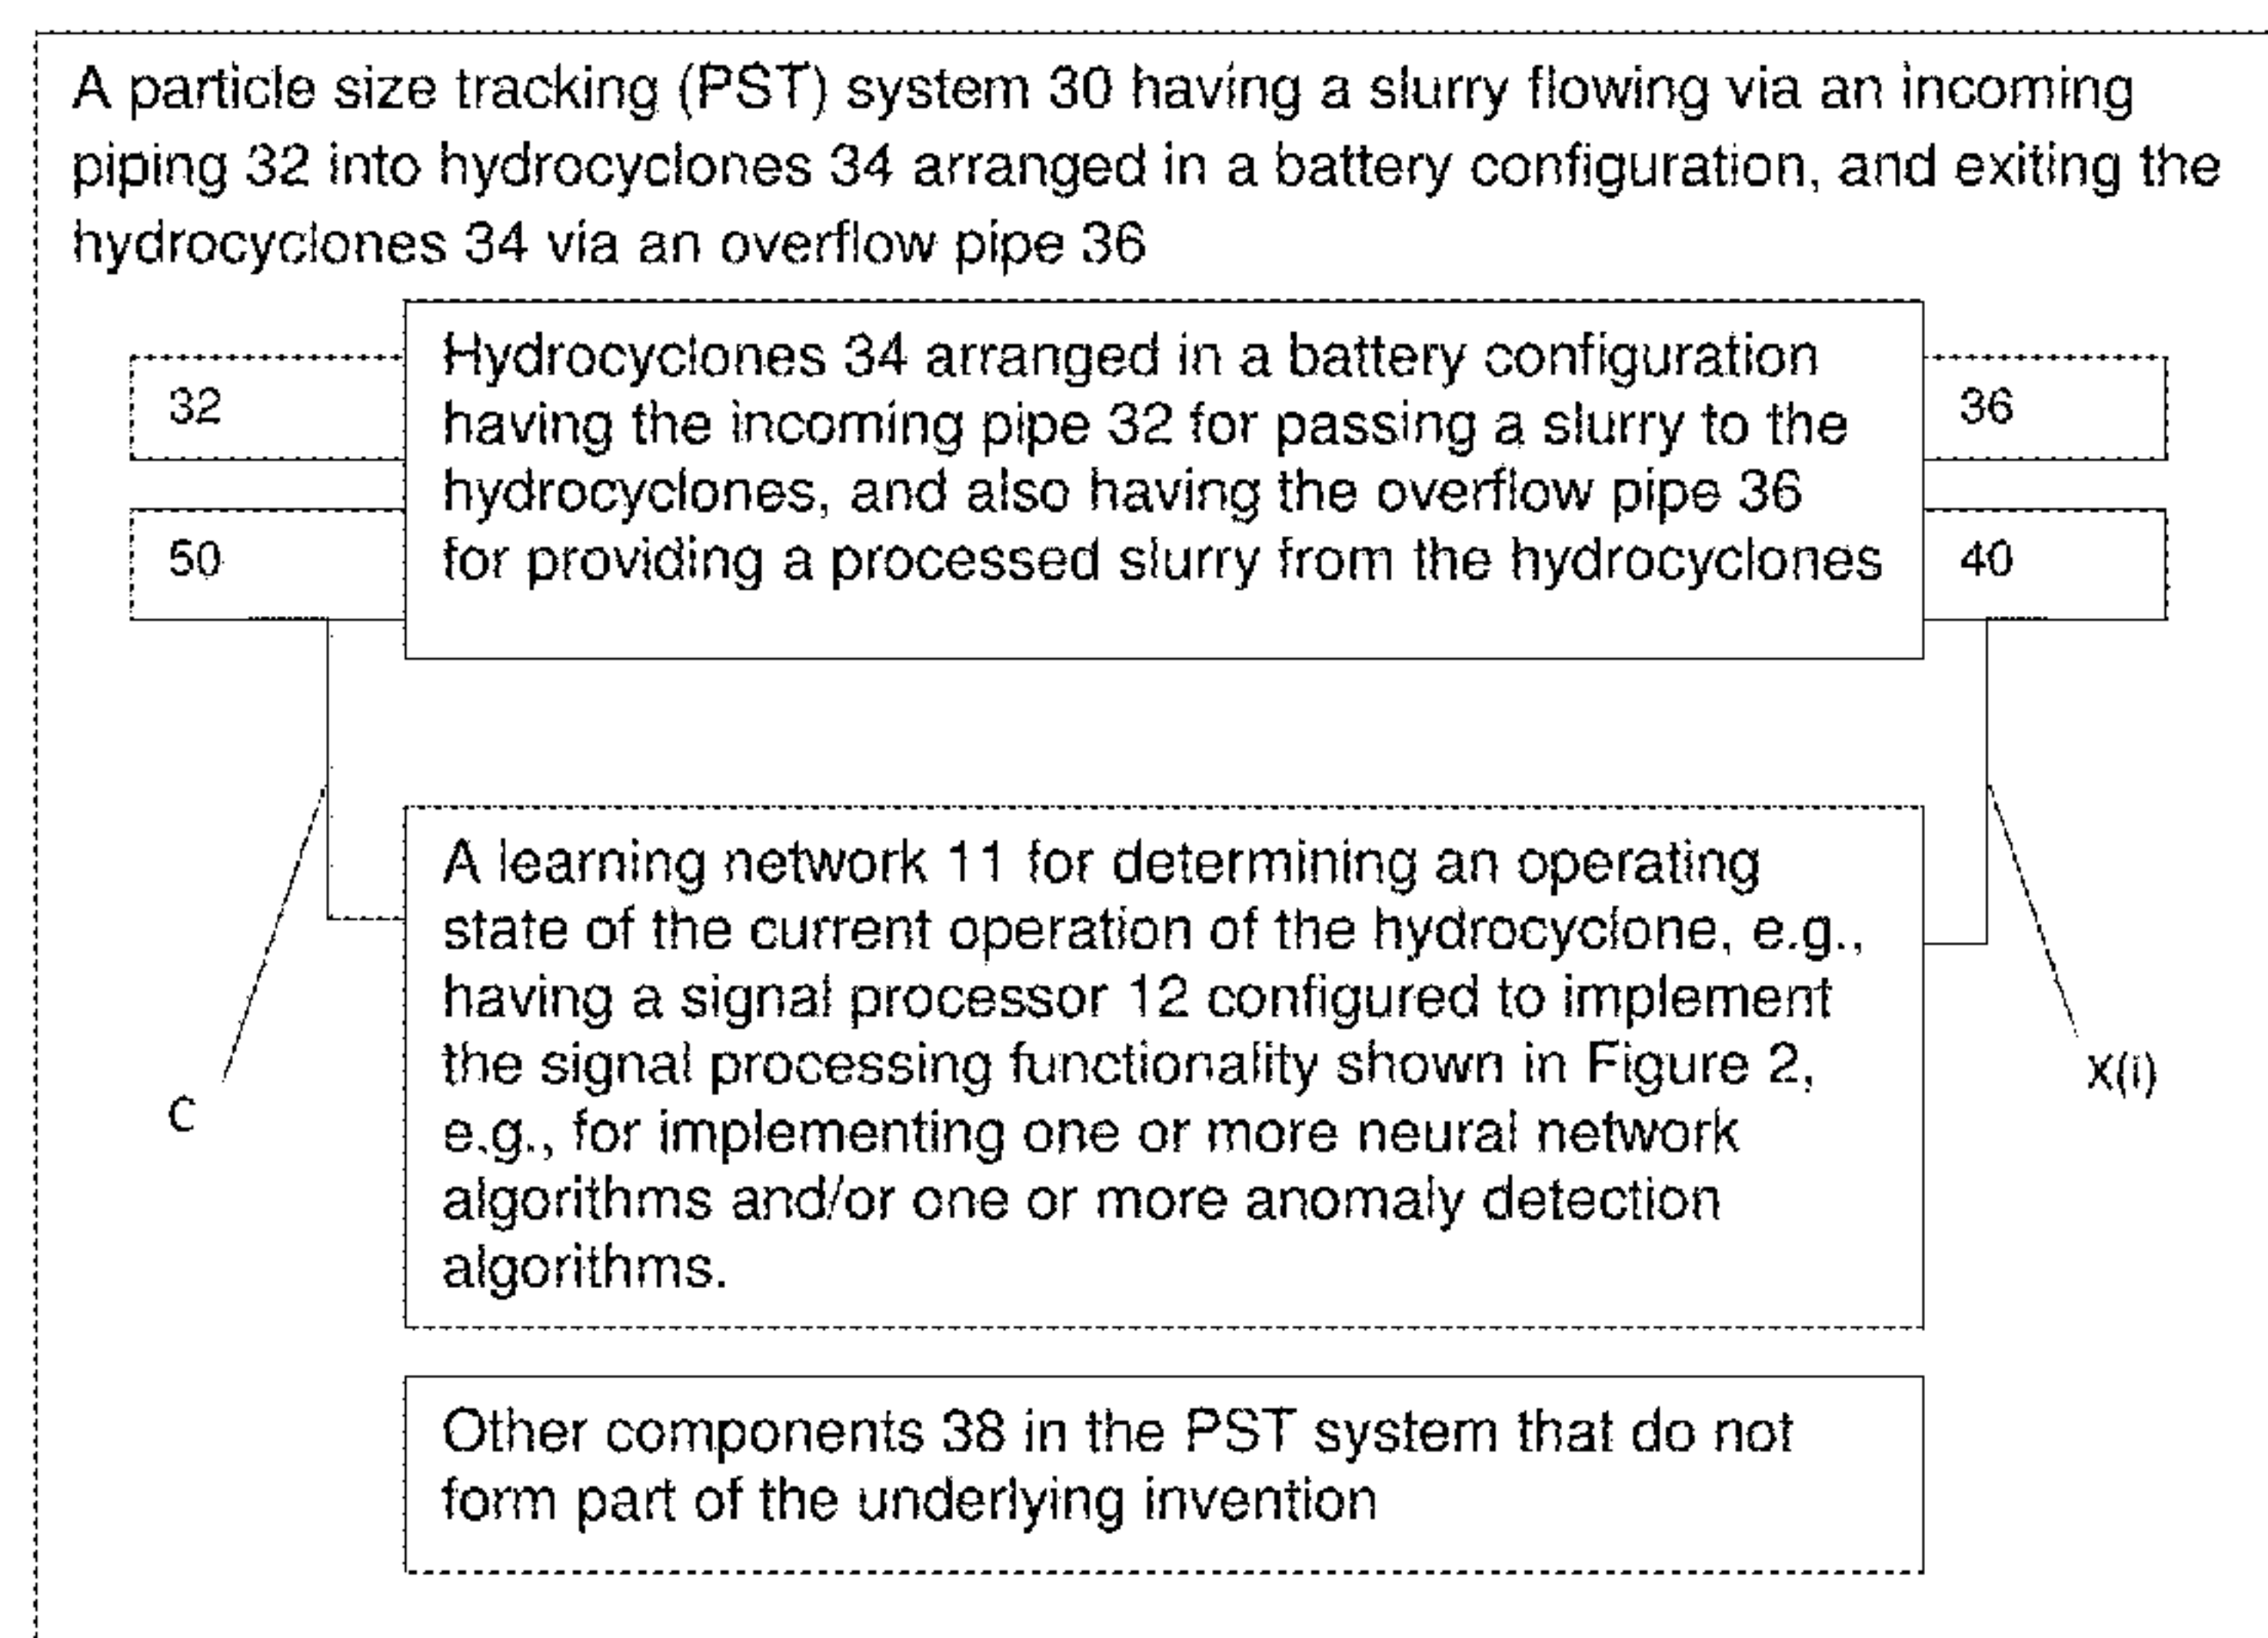 A particle size tracking (PST) system 30 having a slurry flowing via an incoming
piping 32 into hydrocyclones 34 arranged in a battery configuration, and exiting the
hydrocyclones 34 via an overflow pipe 36
32
Hydrocyclones 34 arranged in a battery configuration
having the incoming pipe 32 for passing a slurry to the
hydrocyclones, and also having the overflow pipe 36
for providing a processed slurry from the hydrocyclones
36
50
40
A learning network 11 for determining an operating
state of the current operation of the hydrocyclone, e.g.,
having a signal processor 12 configured to implement
the signal processing functionality shown in Figure 2,
e.g., for implementing one or more neural network
algorithms and/or one or more anomaly detection
algorithms.
C
X(i)
Other components 38 in the PST system that do not
form part of the underlying invention